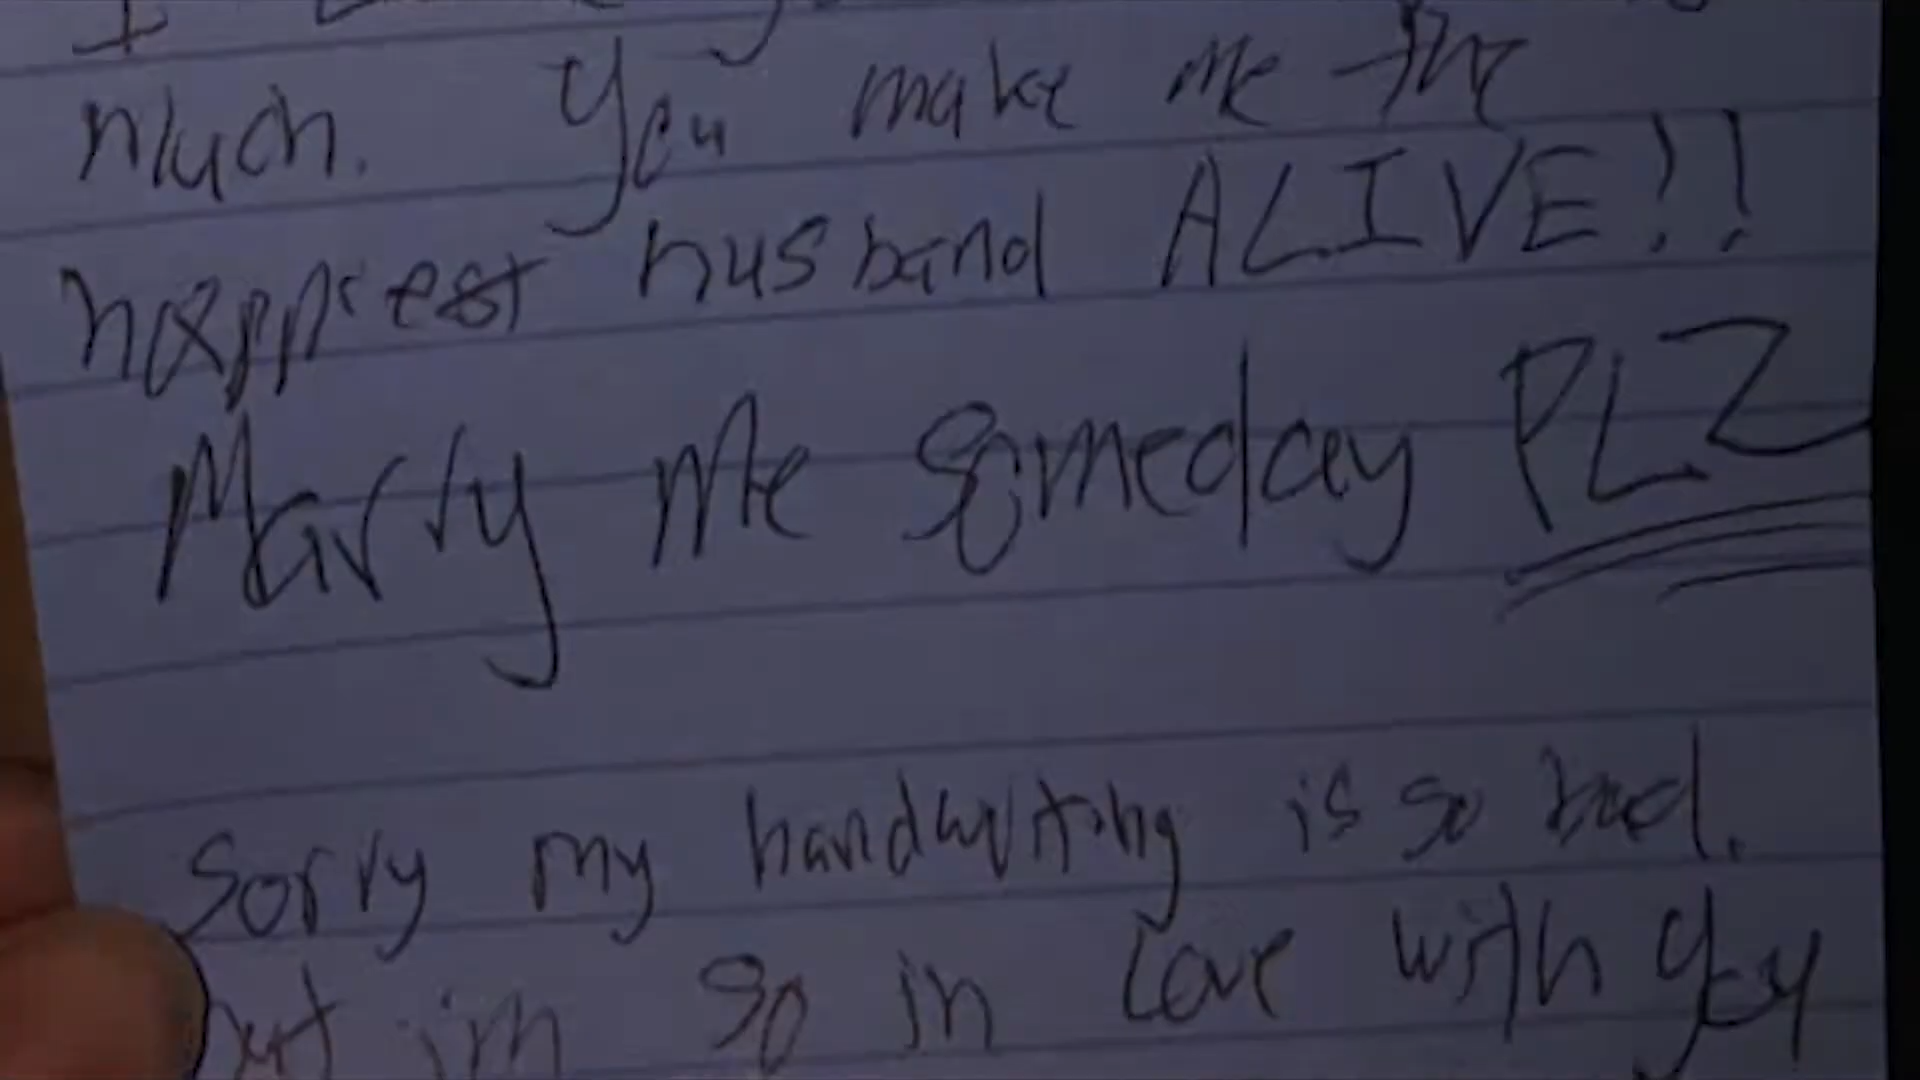 I
much. You make me the
happiest husband ALIVE!!
Marry Me Someday PLZ
Sorry my handwriting is so bad.
but im so in Love with you